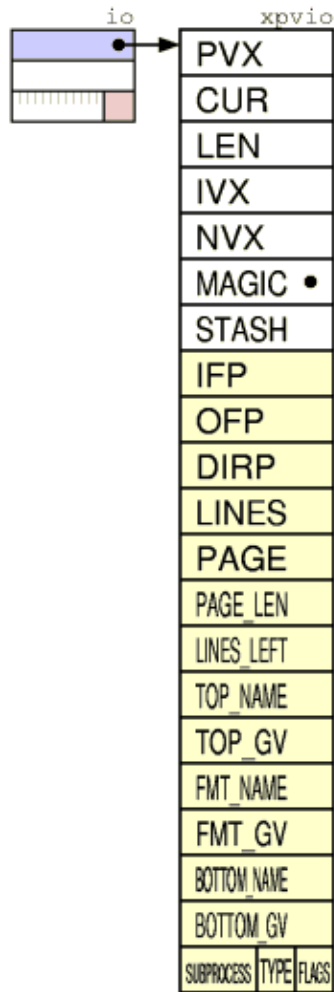 io xpvio
PVX
CUR
LEN
IVX
NVX
MAGIC
STASH
IFP
OFP
DIRP
LINES
PAGE
PAGE_LEN
LINES_LEFT
TOP_NAME
TOP_GV
FMT_NAME
FMT_GV
BOTTOM_NAME
BOTTOM_GV
SUBPROCESS TYPE FLAGS